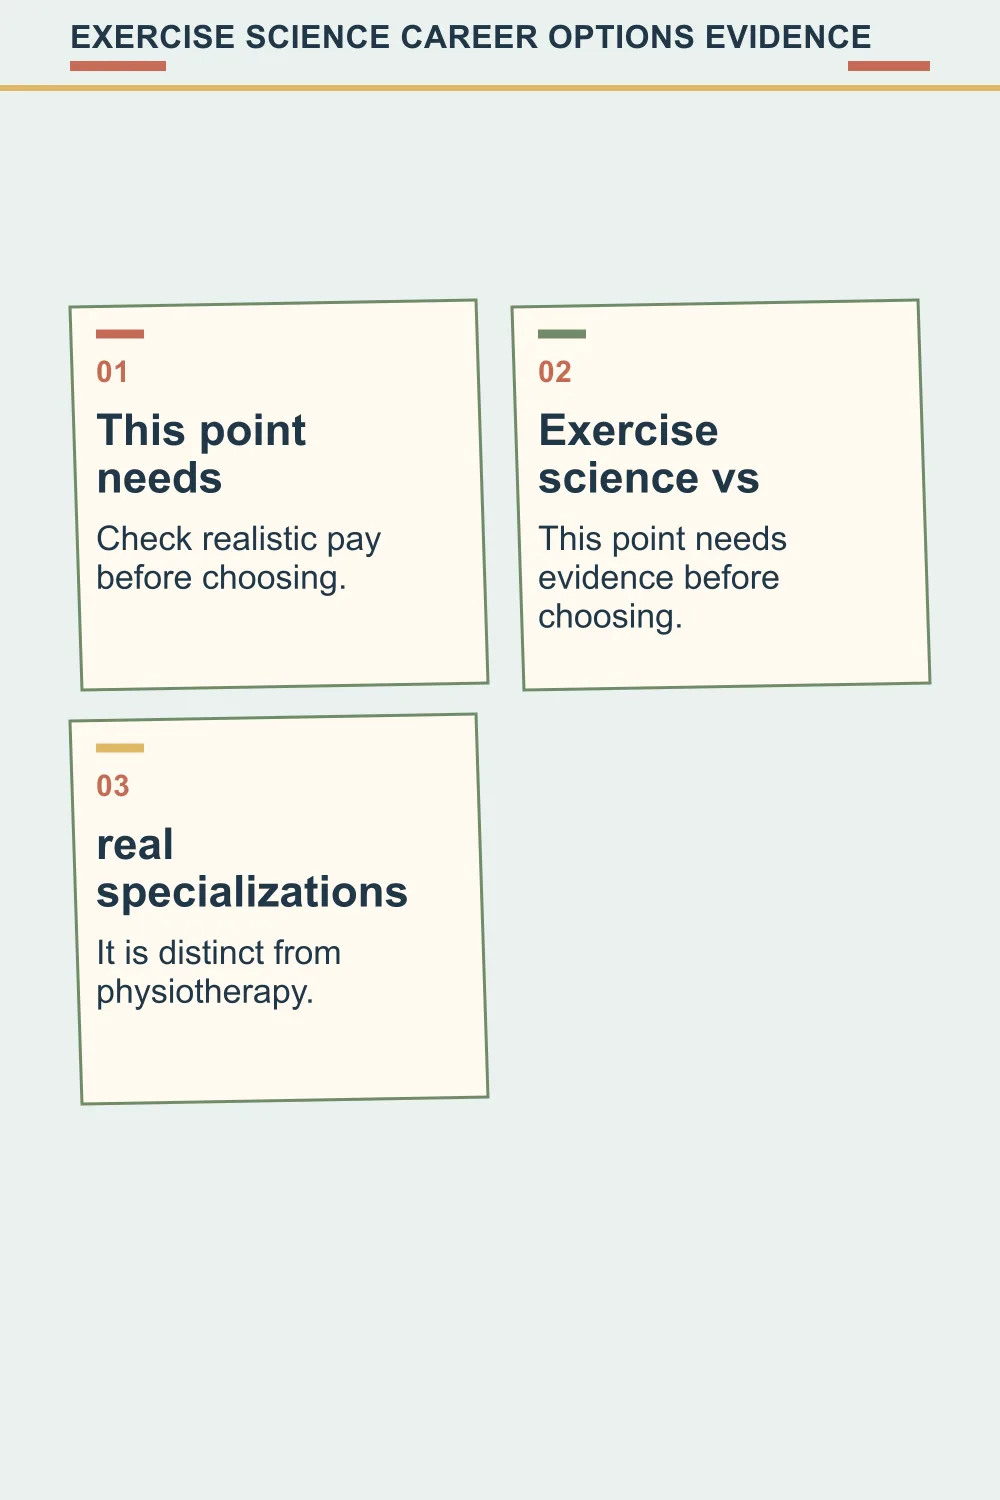 EXERCISE SCIENCE CAREER OPTIONS EVIDENCE
01
This point
needs
Check realistic pay
before choosing.
02
Exercise
science vs
This point needs
evidence before
choosing.
03
real
specializations
It is distinct from
physiotherapy.